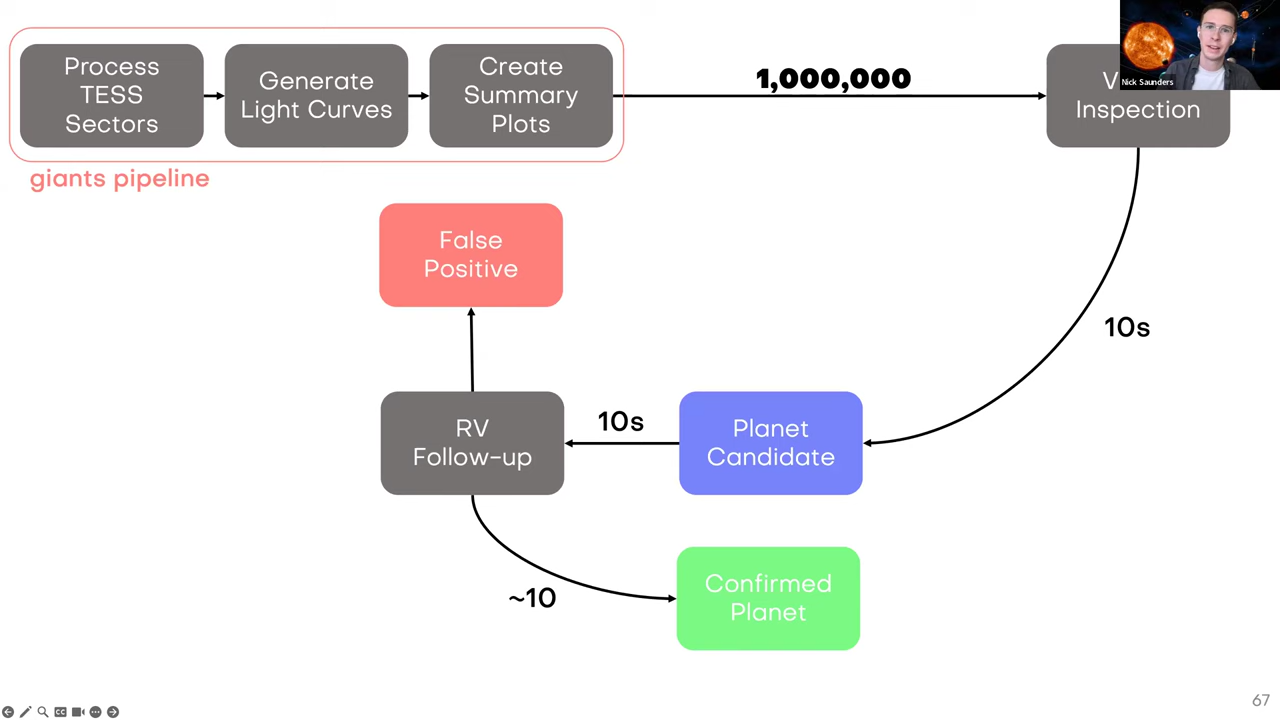 Process
TESS
Sectors
Generate
Light Curves
Create
Summary
Plots
1,000,000
Nick Saunders
Inspection
giants pipeline
False
Positive
10s
RV
Follow-up
10s
Planet
Candidate
~10
Confirmed
Planet
67